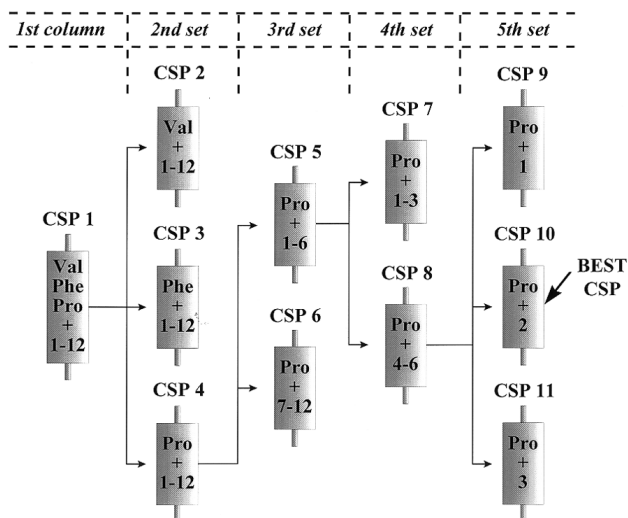 1st column 2nd set 3rd set 4th set 5th set
CSP 1
Val
Phe
Pro
+
1-12
CSP 2
Val
+
1-12
CSP 3
Phe
+
1-12
CSP 4
Pro
+
1-12
CSP 5
Pro
+
1-6
CSP 6
Pro
+
7-12
CSP 7
Pro
+
1-3
CSP 8
Pro
+
4-6
CSP 9
Pro
+
1
CSP 10
Pro
+
2
BEST
CSP
CSP 11
Pro
+
3